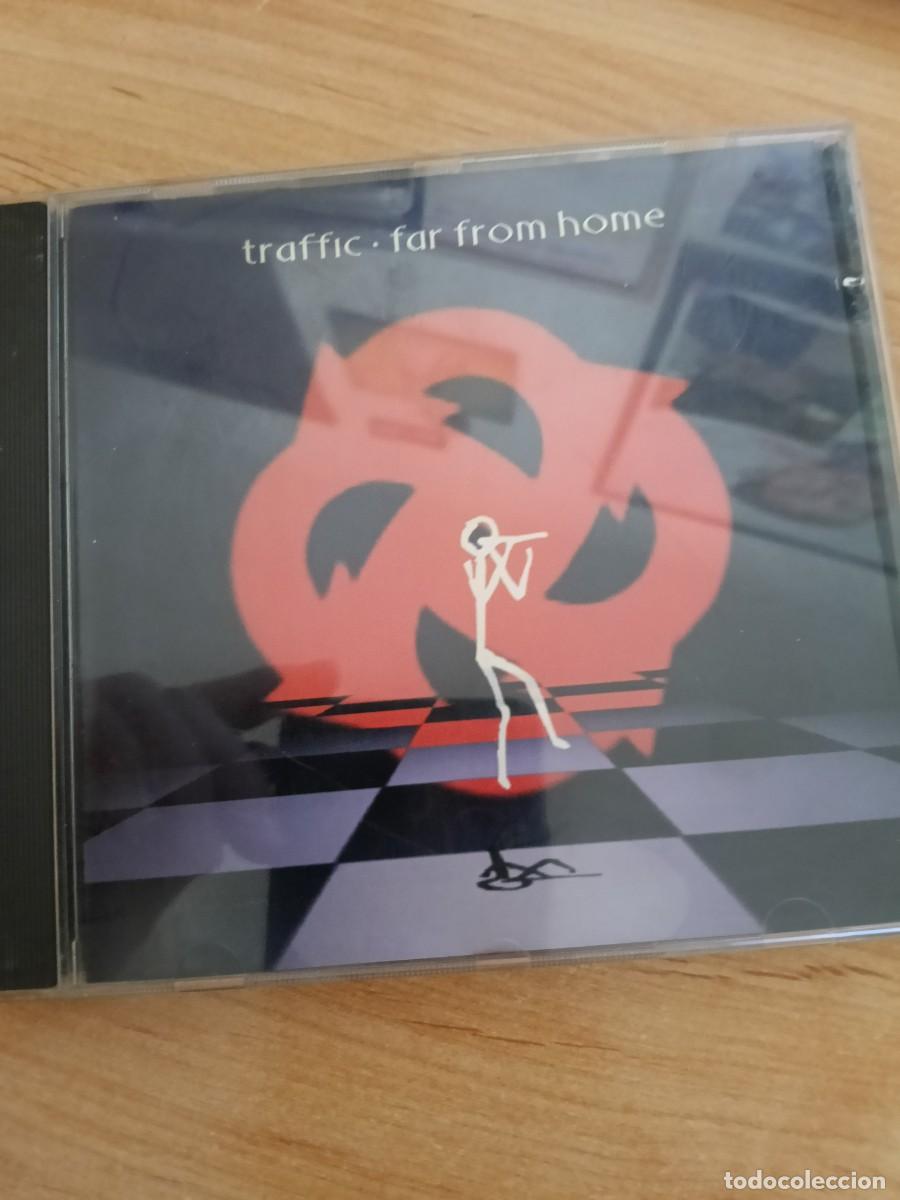 traffic · far from home
todocoleccion